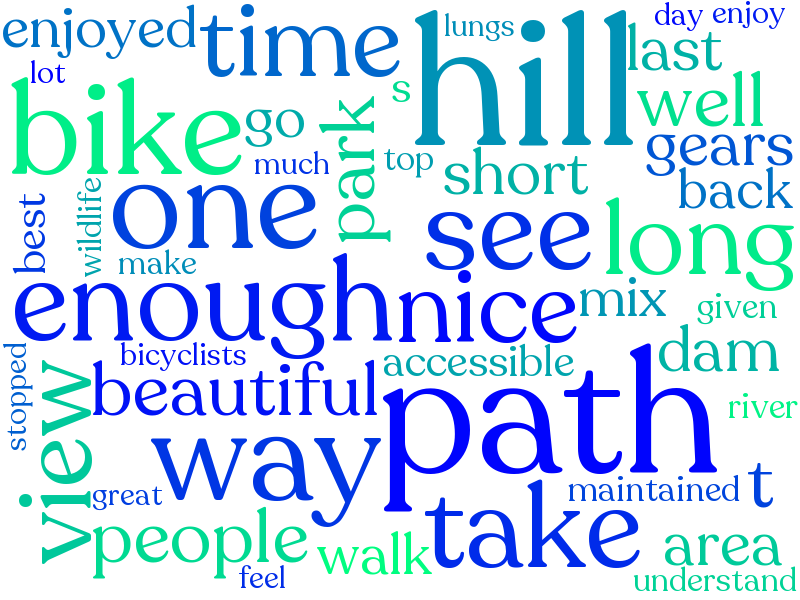 enjoyed time lungs day enjoy
lot hill last
bike go s well
much park top gears
best wildlife one short back
make see long
enough nice mix given
stopped bicyclists accessible dam
view beautiful path river
great way maintained t
people walk take area
feel understand